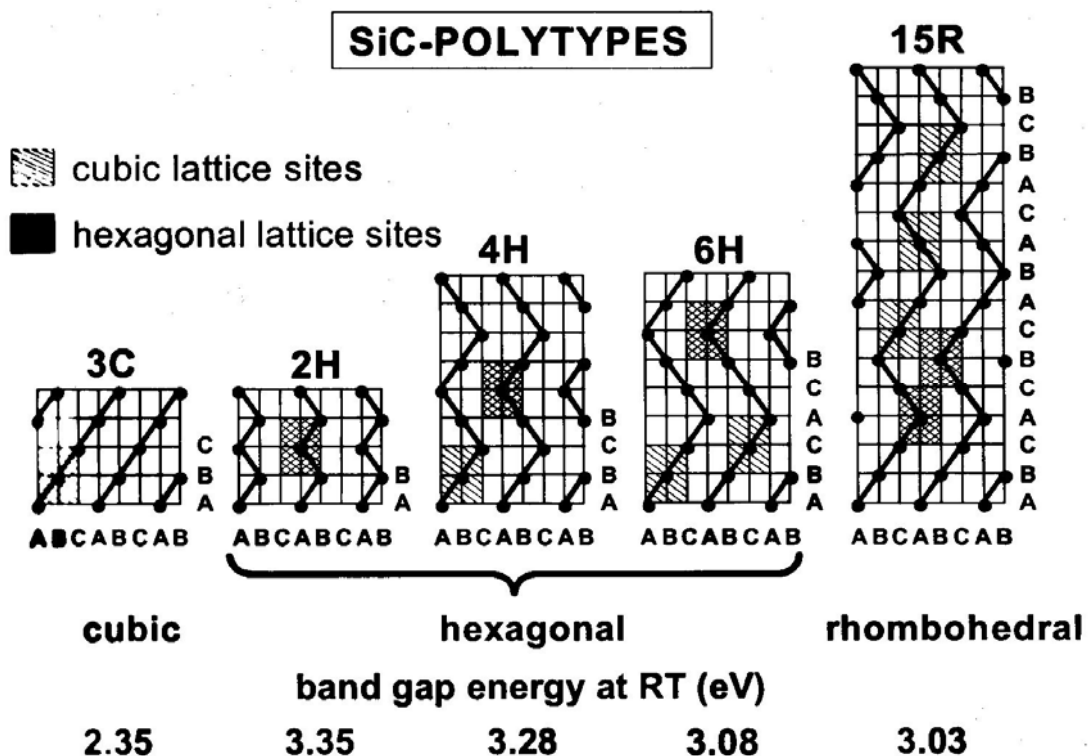 SiC-POLYTYPES
15R
B
C
cubic lattice sites
B
A
hexagonal lattice sites
C
4H
6H
A
B
A
C
3C
2H
B B
C C
B A A
C C C C
B B B B B
A A A A A
ABCABCAB ABCABCAB ABCABCAB ABCABCAB ABCABCAB
cubic hexagonal rhombohedral
band gap energy at RT (eV)
2.35 3.35 3.28 3.08 3.03